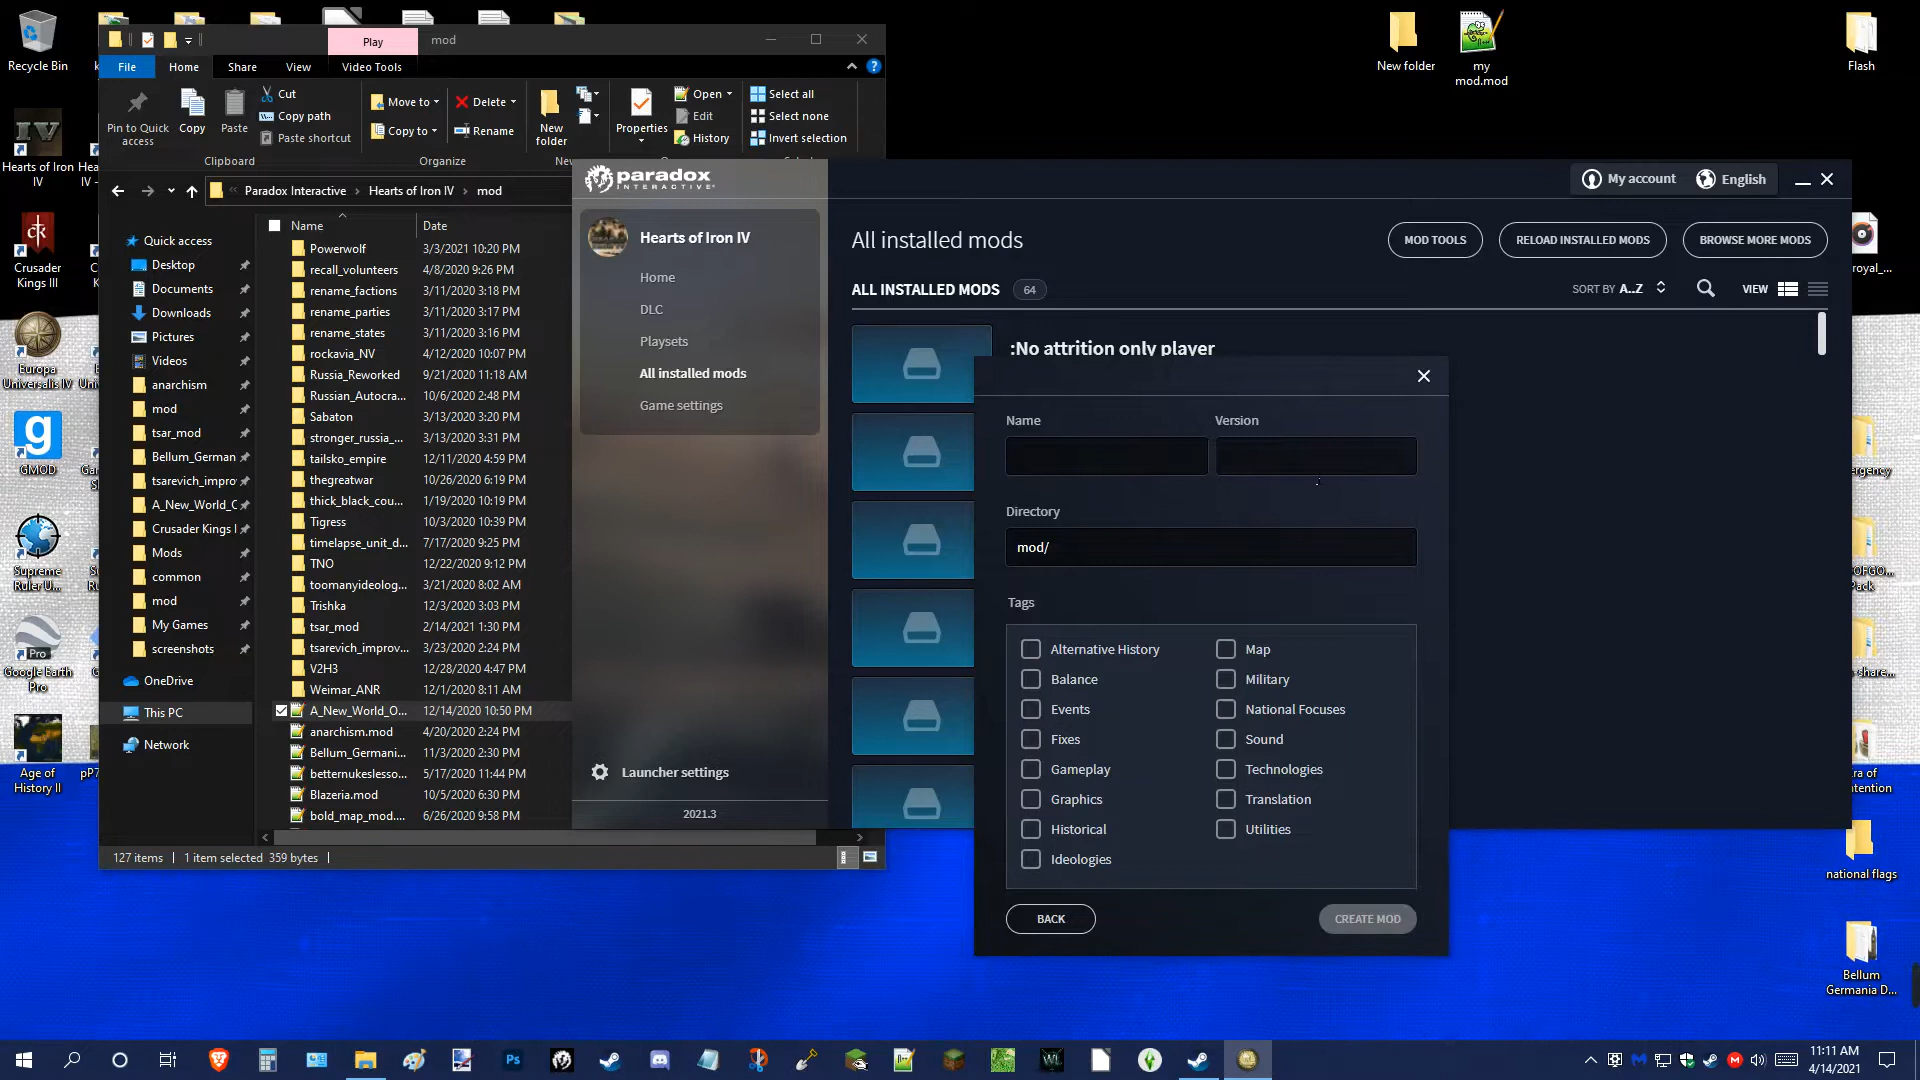 Recycle Bin
Hearts of Iron IV
Crusader Kings III
Europa Universalis IV
GMOD
Supreme Ruler U...
Google Earth Pro
Age of History II
Play
mod
File
Home
Share
View
Video Tools
Pin to Quick access
Copy
Paste
Cut
Copy path
Paste shortcut
Move to
Copy to
Delete
Rename
New folder
Properties
Open
Edit
History
Select all
Select none
Invert selection
Clipboard
Organize
Paradox Interactive
Hearts of Iron IV
mod
Quick access
Desktop
Documents
Downloads
Pictures
Videos
anarchism
mod
tsar_mod
Bellum_German
tsarevich_impro
A_New_World_C
Crusader Kings I
Mods
common
mod
My Games
screenshots
OneDrive
This PC
Network
Name
Date
Powerwolf 3/3/2021 10:20 PM
recall_volunteers 4/8/2020 9:26 PM
rename_factions 3/11/2020 3:18 PM
rename_parties 3/11/2020 3:17 PM
rename_states 3/11/2020 3:16 PM
rockavia_NV 4/12/2020 10:07 PM
Russia_Reworked 9/21/2020 11:18 AM
Russian_Autocra... 10/6/2020 2:48 PM
Sabaton 3/13/2020 3:20 PM
stronger_russia_... 3/13/2020 3:31 PM
tailsko_empire 12/11/2020 4:59 PM
thegreatwar 10/26/2020 6:19 PM
thick_black_cou... 1/19/2020 10:19 PM
Tigress 10/3/2020 10:39 PM
timelapse_unit_d... 7/17/2020 9:25 PM
TNO 12/22/2020 9:12 PM
toomanyideolog... 3/21/2020 8:02 AM
Trishka 12/3/2020 3:03 PM
tsar_mod 2/14/2021 1:30 PM
tsarevich_improv... 3/23/2020 2:24 PM
V2H3 12/28/2020 4:47 PM
Weimar_ANR 12/1/2020 8:11 AM
A_New_World_O... 12/14/2020 10:50 PM
anarchism.mod 4/20/2020 2:24 PM
Bellum_Germani... 11/3/2020 2:30 PM
betternukeslesso... 5/17/2020 11:44 PM
Blazeria.mod 10/5/2020 6:30 PM
bold_map_mod.... 6/26/2020 9:58 PM
127 items
1 item selected 359 bytes
paradox
INTERACTIVE
Hearts of Iron IV
Home
DLC
Playsets
All installed mods
Game settings
Launcher settings
2021.3
My account
English
All installed mods
MOD TOOLS
RELOAD INSTALLED MODS
BROWSE MORE MODS
ALL INSTALLED MODS 64
SORT BY A..Z
VIEW
:No attrition only player
Name
Version
Directory
mod/
Tags
Alternative History
Balance
Events
Fixes
Gameplay
Graphics
Historical
Ideologies
Map
Military
National Focuses
Sound
Technologies
Translation
Utilities
BACK
CREATE MOD
New folder
my mod.mod
Flash
royal_...
national flags
Bellum Germania D...
Ps
11:11 AM
4/14/2021